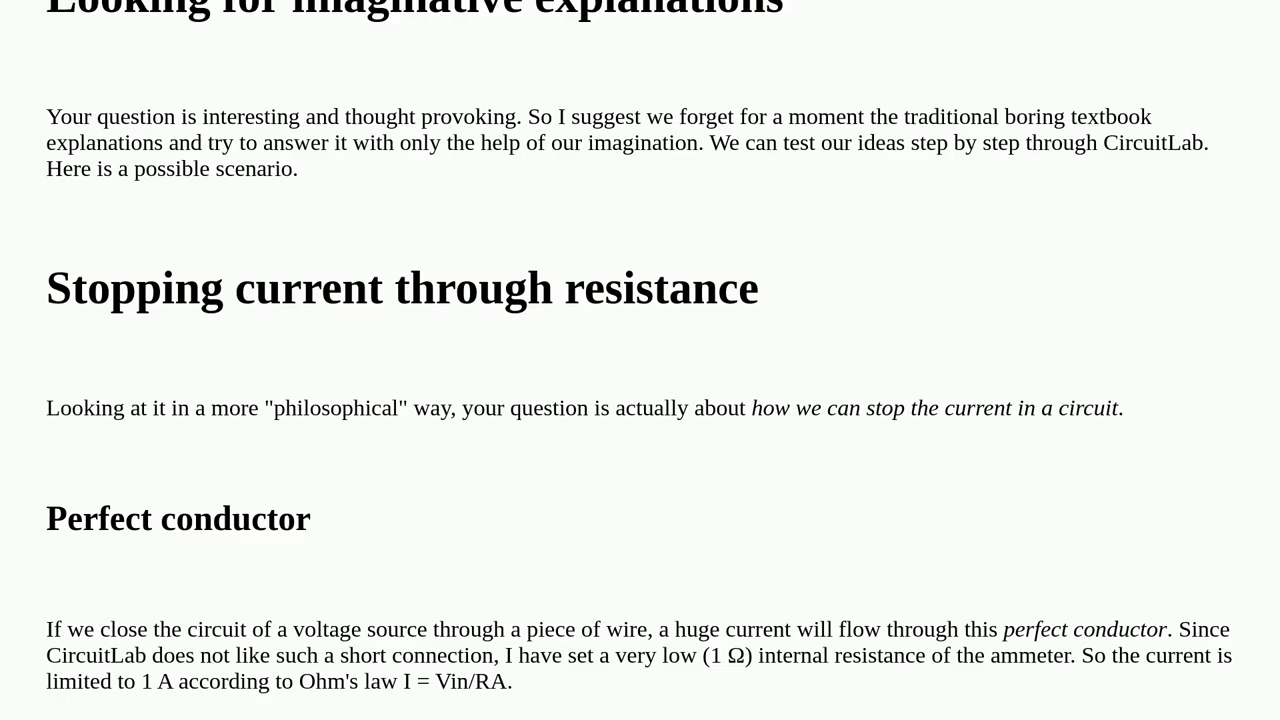 Looking for imaginative explanations
Your question is interesting and thought provoking. So I suggest we forget for a moment the traditional boring textbook
explanations and try to answer it with only the help of our imagination. We can test our ideas step by step through CircuitLab.
Here is a possible scenario.
Stopping current through resistance
Looking at it in a more "philosophical" way, your question is actually about how we can stop the current in a circuit.
Perfect conductor
If we close the circuit of a voltage source through a piece of wire, a huge current will flow through this perfect conductor. Since
CircuitLab does not like such a short connection, I have set a very low (1 Ω) internal resistance of the ammeter. So the current is
limited to 1 A according to Ohm's law I = Vin/RA.